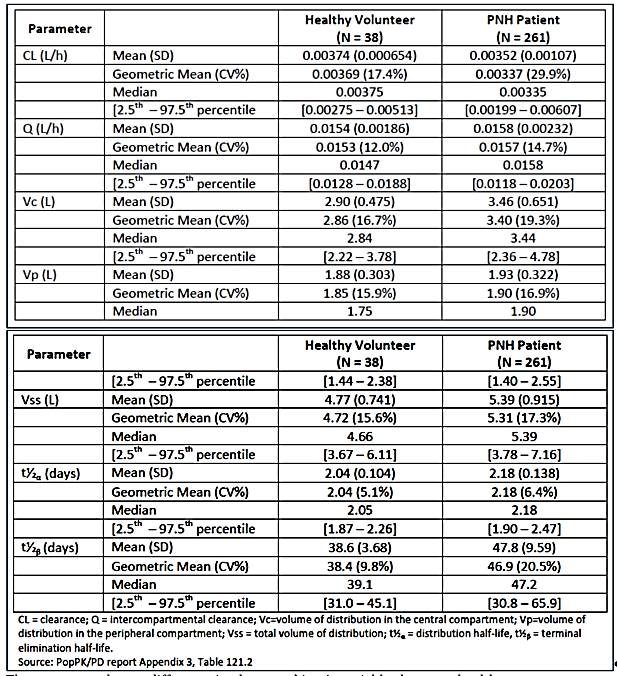 Parameter Healthy Volunteer (N = 38) PNH Patient (N = 261)
CL (L/h) Mean (SD) 0.00374 (0.000654) 0.00352 (0.00107)
Geometric Mean (CV%) 0.00369 (17.4%) 0.00337 (29.9%)
Median 0.00375 0.00335
[2.5th – 97.5th percentile [0.00275 – 0.00513] [0.00199 – 0.00607]
Q (L/h) Mean (SD) 0.0154 (0.00186) 0.0158 (0.00232)
Geometric Mean (CV%) 0.0153 (12.0%) 0.0157 (14.7%)
Median 0.0147 0.0158
[2.5th – 97.5th percentile [0.0128 – 0.0188] [0.0118 – 0.0203]
Vc (L) Mean (SD) 2.90 (0.475) 3.46 (0.651)
Geometric Mean (CV%) 2.86 (16.7%) 3.40 (19.3%)
Median 2.84 3.44
[2.5th – 97.5th percentile [2.22 – 3.78] [2.36 – 4.78]
Vp (L) Mean (SD) 1.88 (0.303) 1.93 (0.322)
Geometric Mean (CV%) 1.85 (15.9%) 1.90 (16.9%)
Median 1.75 1.90
Parameter Healthy Volunteer (N = 38) PNH Patient (N = 261)
[2.5th – 97.5th percentile [1.44 – 2.38] [1.40 – 2.55]
Vss (L) Mean (SD) 4.77 (0.741) 5.39 (0.915)
Geometric Mean (CV%) 4.72 (15.6%) 5.31 (17.3%)
Median 4.66 5.39
[2.5th – 97.5th percentile [3.67 – 6.11] [3.78 – 7.16]
t½α (days) Mean (SD) 2.04 (0.104) 2.18 (0.138)
Geometric Mean (CV%) 2.04 (5.1%) 2.18 (6.4%)
Median 2.05 2.18
[2.5th – 97.5th percentile [1.87 – 2.26] [1.90 – 2.47]
t½β (days) Mean (SD) 38.6 (3.68) 47.8 (9.59)
Geometric Mean (CV%) 38.4 (9.8%) 46.9 (20.5%)
Median 39.1 47.2
[2.5th – 97.5th percentile [31.0 – 45.1] [30.8 – 65.9]
CL = clearance; Q = intercompartmental clearance; Vc=volume of distribution in the central compartment; Vp=volume of
distribution in the peripheral compartment; Vss = total volume of distribution; t½α = distribution half-life, t½β = terminal
elimination half-life.
Source: PopPK/PD report Appendix 3, Table 121.2